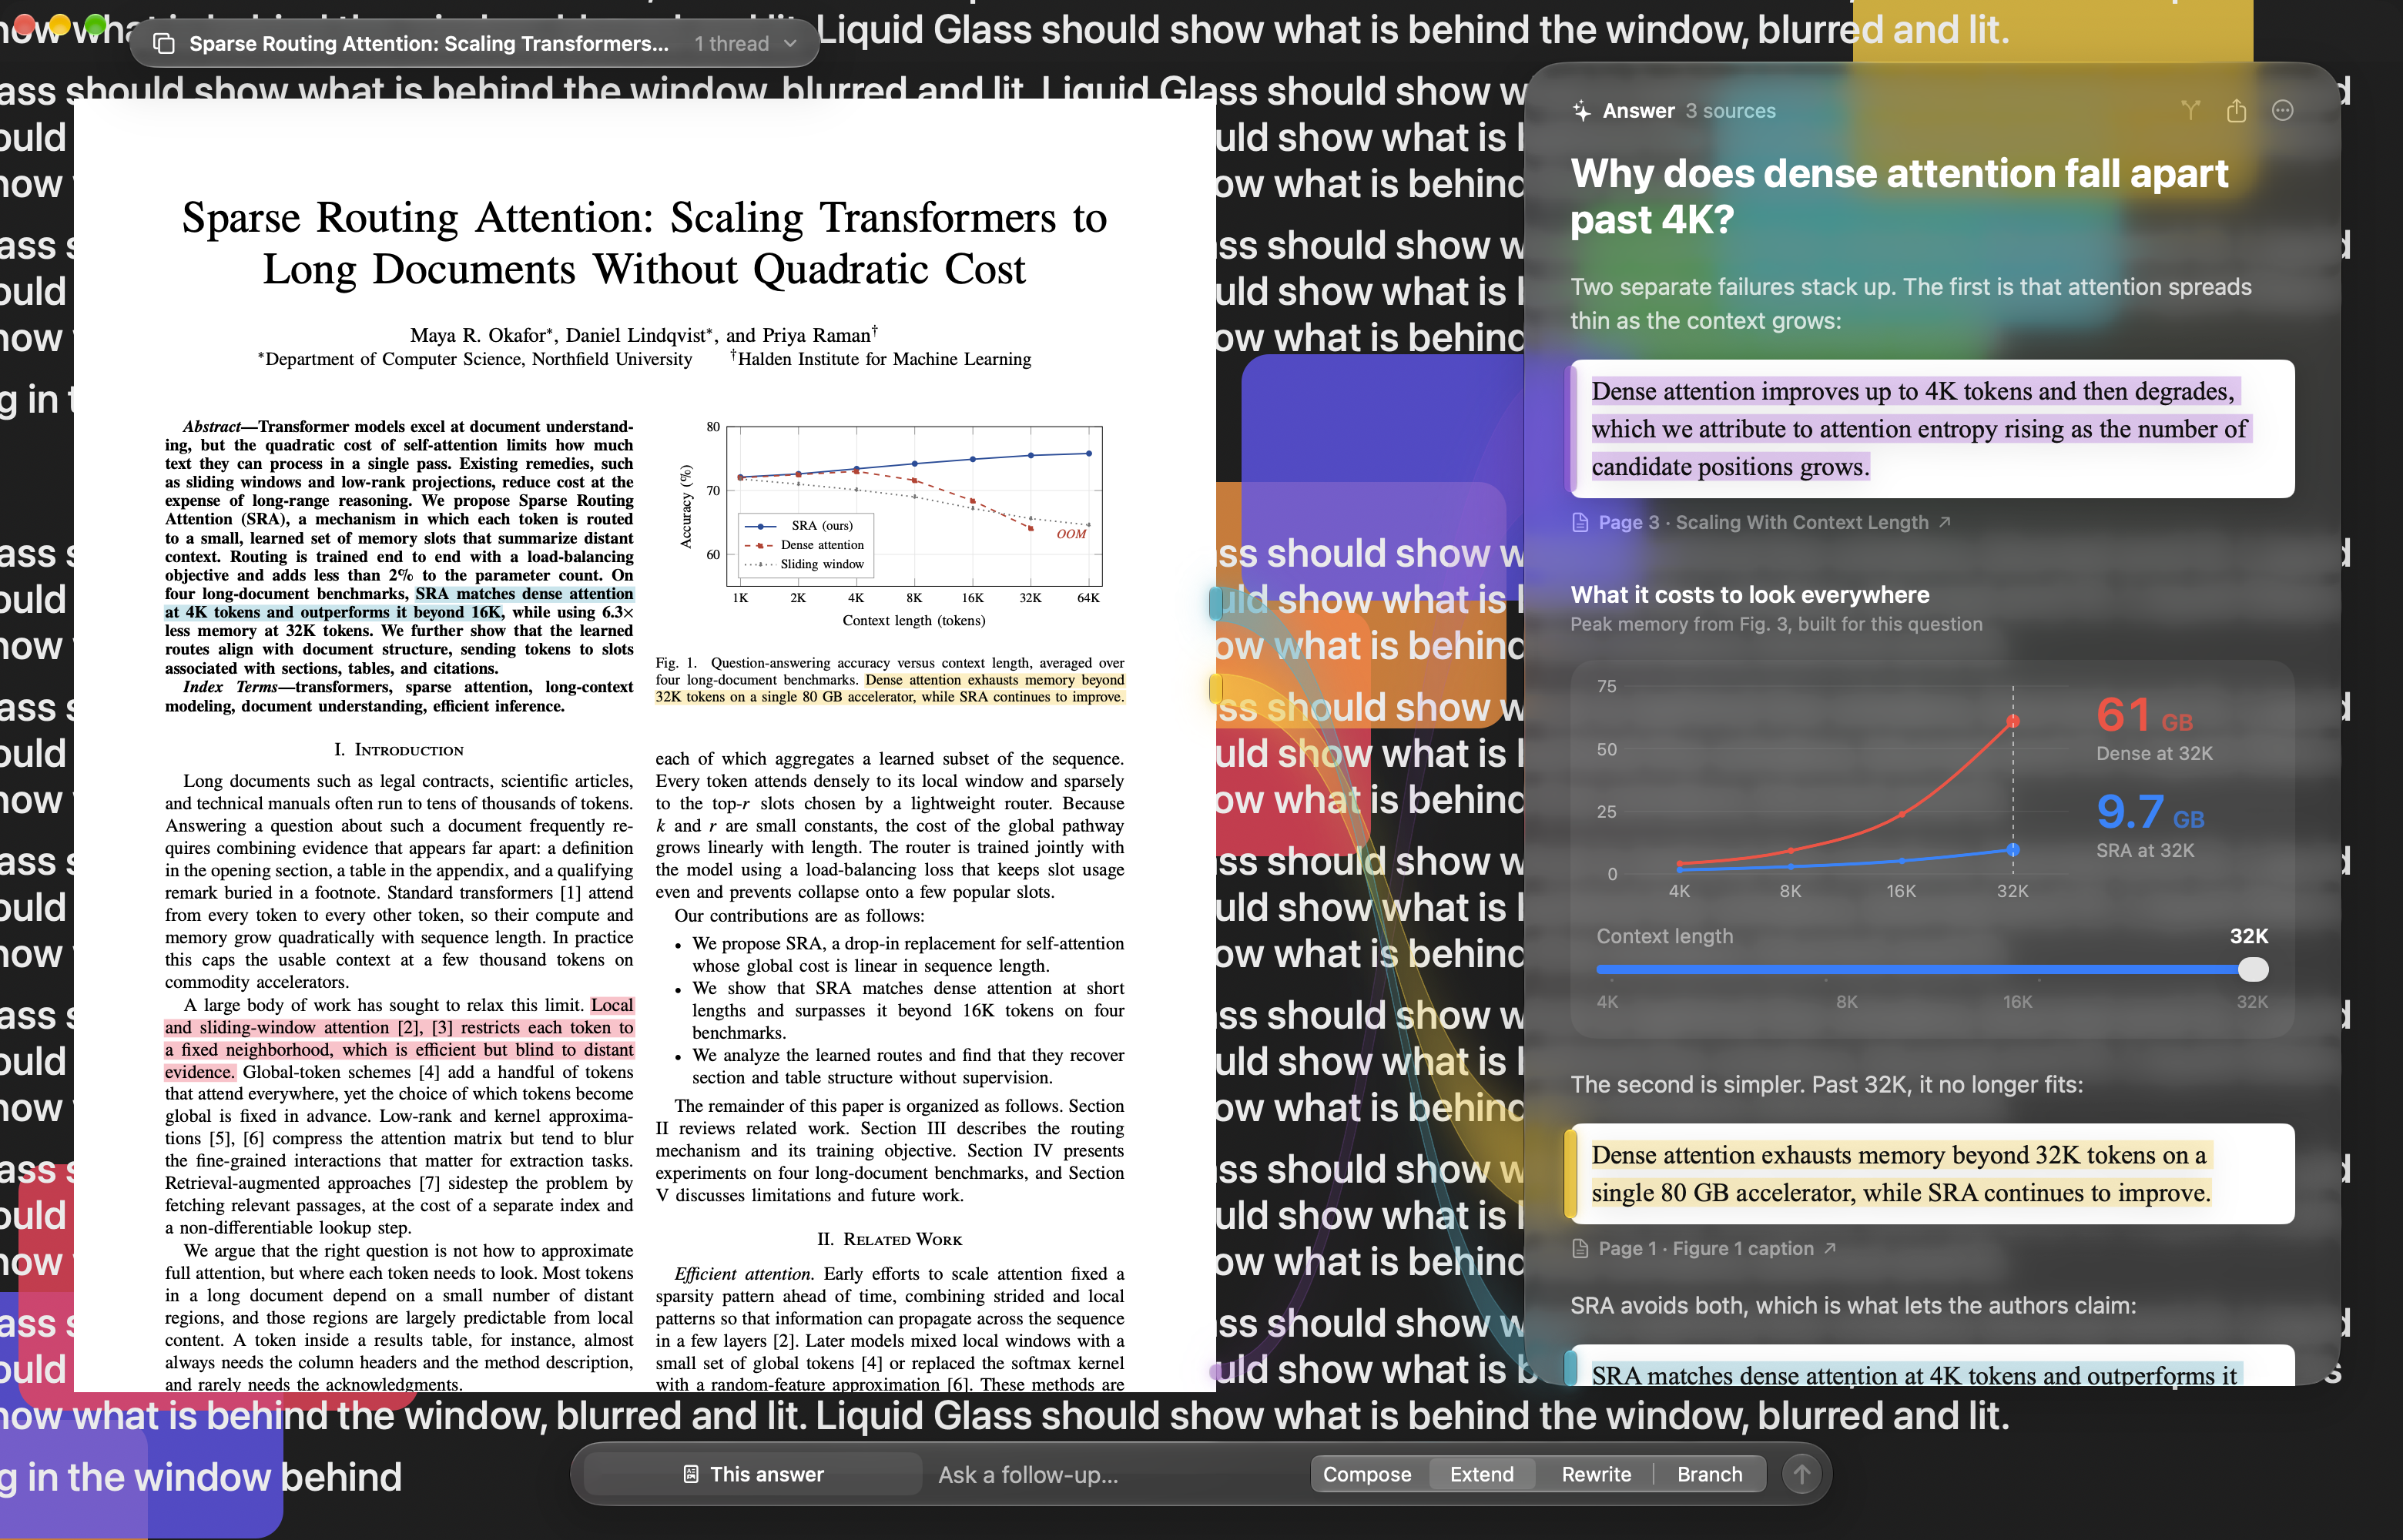 Liquid Glass should show what is behind the window, blurred and lit.
Sparse Routing Attention: Scaling Transformers... 1 thread
should show what is behind the window, blurred and lit. Liquid Glass should show
Sparse Routing Attention: Scaling Transformers to
Long Documents Without Quadratic Cost
Maya R. Okafor*, Daniel Lindqvist*, and Priya Raman†
*Department of Computer Science, Northfield University †Halden Institute for Machine Learning
Abstract—Transformer models excel at document understand-
ing, but the quadratic cost of self-attention limits how much
text they can process in a single pass. Existing remedies, such
as sliding windows and low-rank projections, reduce cost at the
expense of long-range reasoning. We propose Sparse Routing
Attention (SRA), a mechanism in which each token is routed
to a small, learned set of memory slots that summarize distant
context. Routing is trained end to end with a load-balancing
objective and adds less than 2% to the parameter count. On
four long-document benchmarks, SRA matches dense attention
at 4K tokens and outperforms it beyond 16K, while using 6.3×
less memory at 32K tokens. We further show that the learned
routes align with document structure, sending tokens to slots
associated with sections, tables, and citations.
Index Terms—transformers, sparse attention, long-context
modeling, document understanding, efficient inference.
I. Introduction
Long documents such as legal contracts, scientific articles,
and technical manuals often run to tens of thousands of tokens.
Answering a question about such a document frequently re-
quires combining evidence that appears far apart: a definition
in the opening section, a table in the appendix, and a qualifying
remark buried in a footnote. Standard transformers [1] attend
from every token to every other token, so their compute and
memory grow quadratically with sequence length. In practice
this caps the usable context at a few thousand tokens on
commodity accelerators.
A large body of work has sought to relax this limit. Local
and sliding-window attention [2], [3] restricts each token to
a fixed neighborhood, which is efficient but blind to distant
evidence. Global-token schemes [4] add a handful of tokens
that attend everywhere, yet the choice of which tokens become
global is fixed in advance. Low-rank and kernel approxima-
tions [5], [6] compress the attention matrix but tend to blur
the fine-grained interactions that matter for extraction tasks.
Retrieval-augmented approaches [7] sidestep the problem by
fetching relevant passages, at the cost of a separate index and
a non-differentiable lookup step.
We argue that the right question is not how to approximate
full attention, but where each token needs to look. Most tokens
in a long document depend on a small number of distant
regions, and those regions are largely predictable from local
content. A token inside a results table, for instance, almost
always needs the column headers and the method description,
and rarely needs the acknowledgments.
80
70
60
Accuracy (%)
SRA (ours)
Dense attention
Sliding window
OOM
1K 2K 4K 8K 16K 32K 64K
Context length (tokens)
Fig. 1. Question-answering accuracy versus context length, averaged over
four long-document benchmarks. Dense attention exhausts memory beyond
32K tokens on a single 80 GB accelerator, while SRA continues to improve.
each of which aggregates a learned subset of the sequence.
Every token attends densely to its local window and sparsely
to the top-r slots chosen by a lightweight router. Because
k and r are small constants, the cost of the global pathway
grows linearly with length. The router is trained jointly with
the model using a load-balancing loss that keeps slot usage
even and prevents collapse onto a few popular slots.
Our contributions are as follows:
• We propose SRA, a drop-in replacement for self-attention
whose global cost is linear in sequence length.
• We show that SRA matches dense attention at short
lengths and surpasses it beyond 16K tokens on four
benchmarks.
• We analyze the learned routes and find that they recover
section and table structure without supervision.
The remainder of this paper is organized as follows. Section
II reviews related work. Section III describes the routing
mechanism and its training objective. Section IV presents
experiments on four long-document benchmarks, and Section
V discusses limitations and future work.
II. Related Work
Efficient attention. Early efforts to scale attention fixed a
sparsity pattern ahead of time, combining strided and local
patterns so that information can propagate across the sequence
in a few layers [2]. Later models mixed local windows with a
small set of global tokens [4] or replaced the softmax kernel
with a random-feature approximation [6]. These methods are
Answer 3 sources
Why does dense attention fall apart
past 4K?
Two separate failures stack up. The first is that attention spreads
thin as the context grows:
Dense attention improves up to 4K tokens and then degrades,
which we attribute to attention entropy rising as the number of
candidate positions grows.
Page 3 · Scaling With Context Length ↗
What it costs to look everywhere
Peak memory from Fig. 3, built for this question
75
50
25
0
4K 8K 16K 32K
61 GB
Dense at 32K
9.7 GB
SRA at 32K
Context length 32K
4K 8K 16K 32K
The second is simpler. Past 32K, it no longer fits:
Dense attention exhausts memory beyond 32K tokens on a
single 80 GB accelerator, while SRA continues to improve.
Page 1 · Figure 1 caption ↗
SRA avoids both, which is what lets the authors claim:
SRA matches dense attention at 4K tokens and outperforms it
what is behind the window, blurred and lit. Liquid Glass should show what is behind the window, blurred and lit.
in the window behind
This answer
Ask a follow-up...
Compose Extend Rewrite Branch